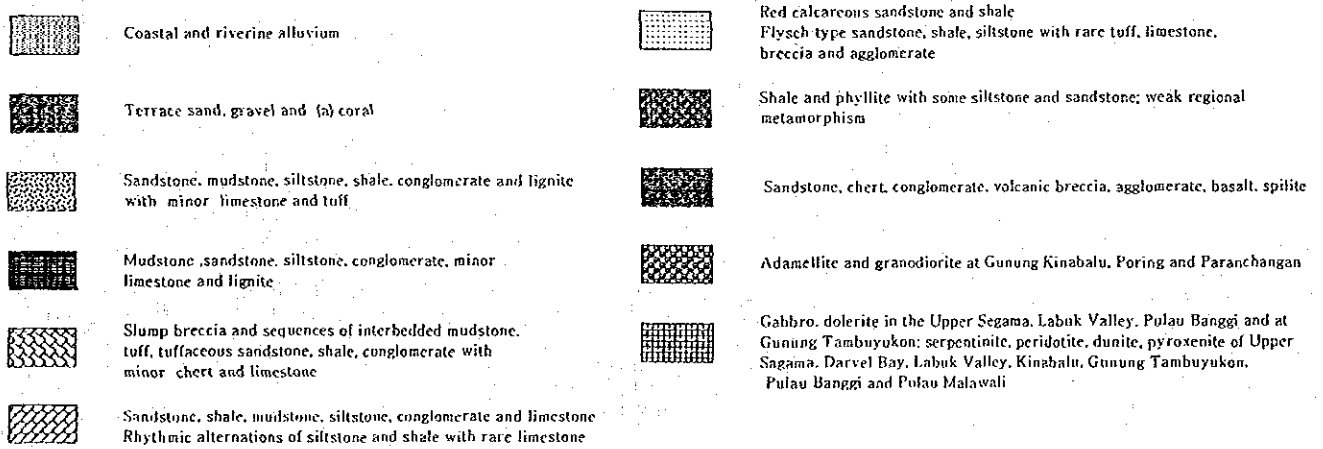 Coastal and riverine alluvium
Terrace sand, gravel and (a) coral
Sandstone, mudstone, siltstone, shale, conglomerate and lignite
with minor limestone and tuff
Mudstone ,sandstone, siltstone, conglomerate, minor
limestone and lignite
Slump breccia and sequences of interbedded mudstone,
tuff, tuffaceous sandstone, shale, conglomerate with
minor chert and limestone
Sandstone, shale, mudstone, siltstone, conglomerate and limestone
Rhythmic alternations of siltstone and shale with rare limestone
Red calcareous sandstone and shale
Flysch type sandstone, shale, siltstone with rare tuff, limestone,
breccia and agglomerate
Shale and phyllite with some siltstone and sandstone; weak regional
metamorphism
Sandstone, chert, conglomerate, volcanic breccia, agglomerate, basalt, spilite
Adamellite and granodiorite at Gunung Kinabalu, Poring and Paranchangan
Gabbro, dolerite in the Upper Segama, Labuk Valley, Pulau Banggi and at
Gunung Tambuyukon; serpentinite, peridotite, dunite, pyroxenite of Upper
Sagama, Darvel Bay, Labuk Valley, Kinabalu, Gunung Tambuyukon,
Pulau Banggi and Pulau Malawali